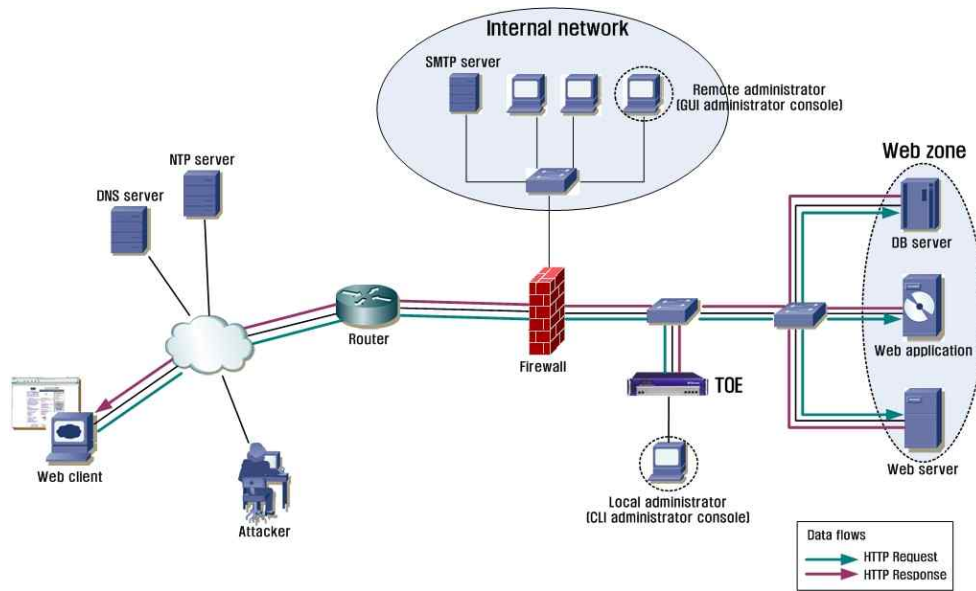 Internal network
SMTP server
Remote administrator
(GUI administrator console)
NTP server
DNS server
Web zone
DB server
Router
Firewall
Web application
TOE
Web client
Web server
Attacker
Local administrator
(CLI administrator console)
Data flows
HTTP Request
HTTP Response